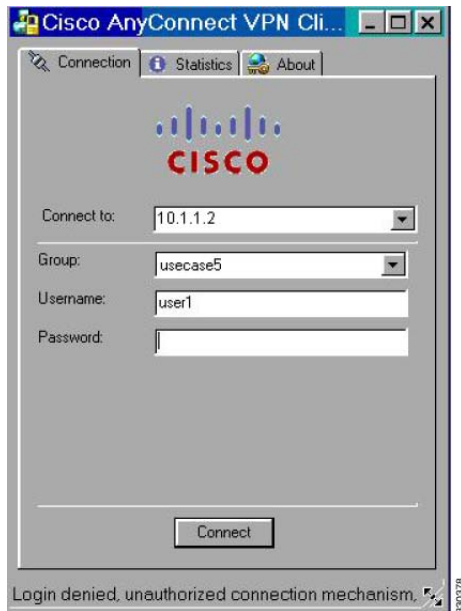 Cisco AnyConnect VPN Cli...
Connection Statistics About
CISCO
Connect to: 10.1.1.2
Group: usecase5
Username: user1
Password:
Connect
Login denied, unauthorized connection mechanism,